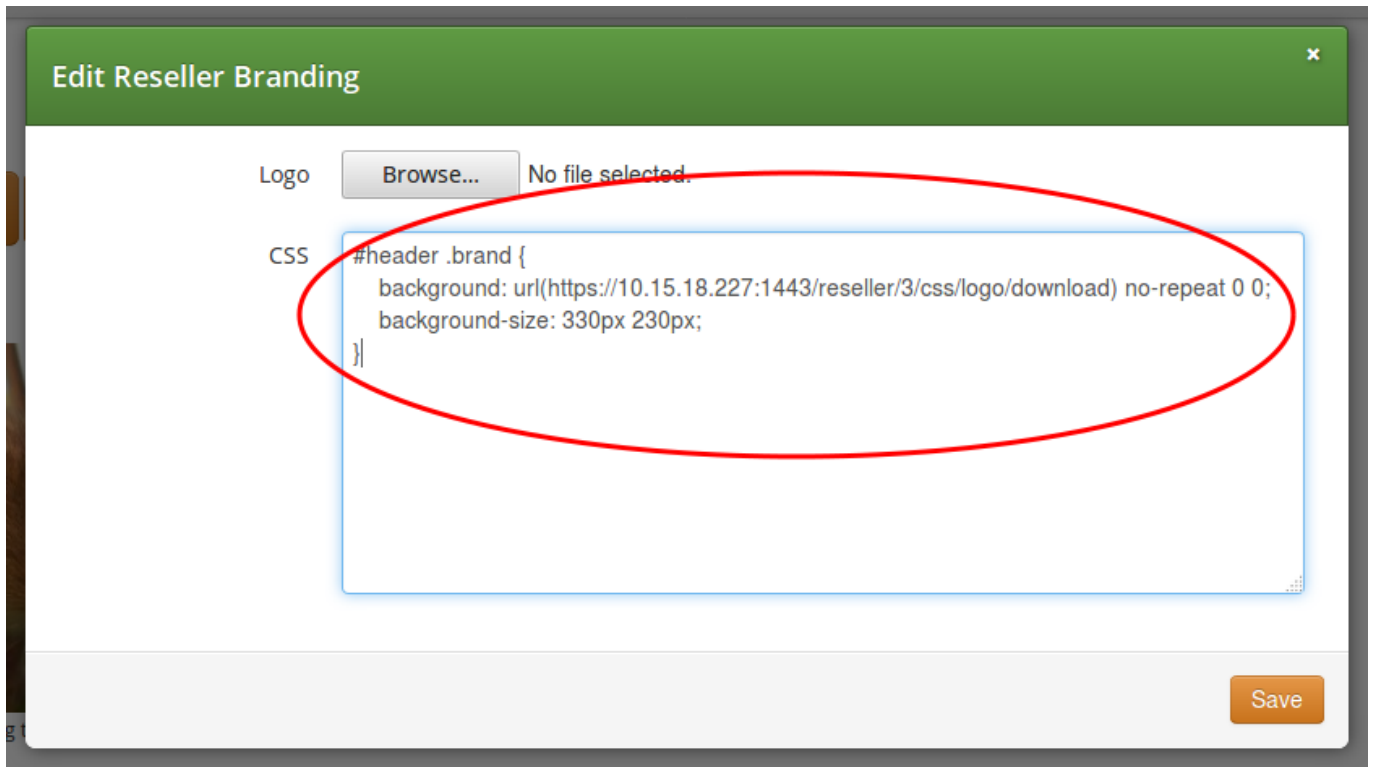 Edit Reseller Branding
×
Logo
Browse...
No file selected.
CSS
#header .brand {
    background: url(https://10.15.18.227:1443/reseller/3/css/logo/download) no-repeat 0 0;
    background-size: 330px 230px;
}
Save